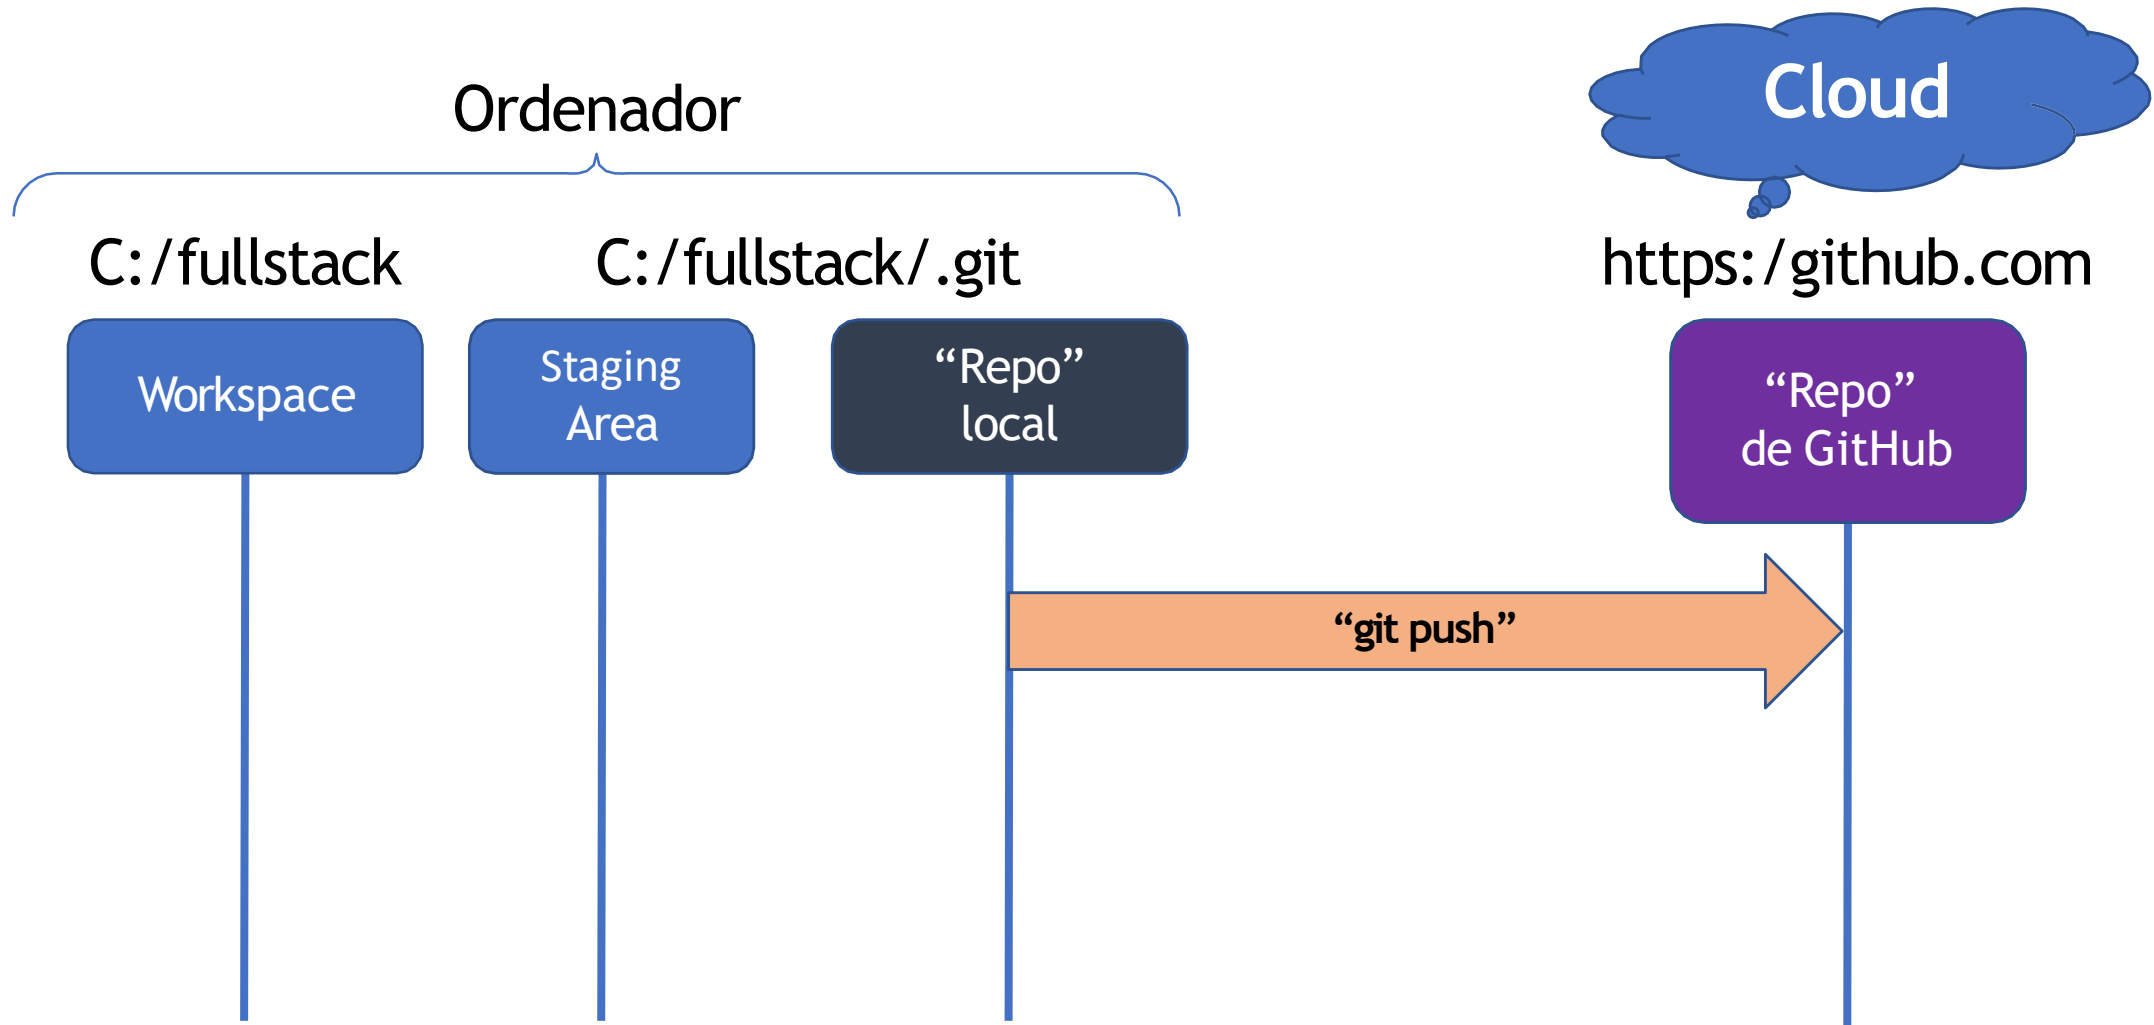 Ordenador
Cloud
C:/fullstack
C:/fullstack/.git
https:/github.com
Workspace
Staging
Area
“Repo”
local
“Repo”
de GitHub
“git push”